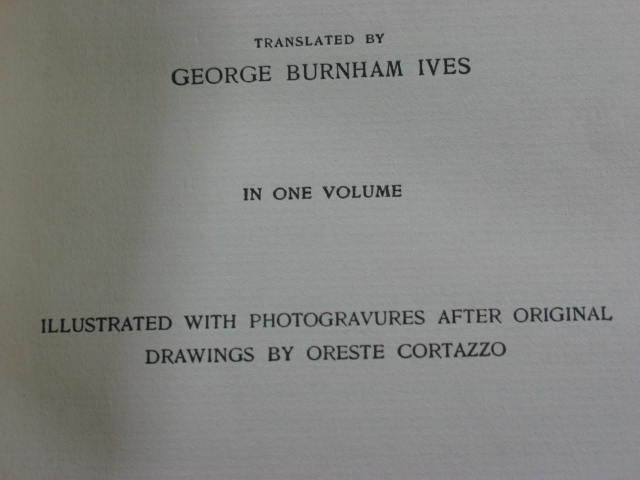 TRANSLATED BY
GEORGE BURNHAM IVES
IN ONE VOLUME
ILLUSTRATED WITH PHOTOGRAVURES AFTER ORIGINAL
DRAWINGS BY ORESTE CORTAZZO